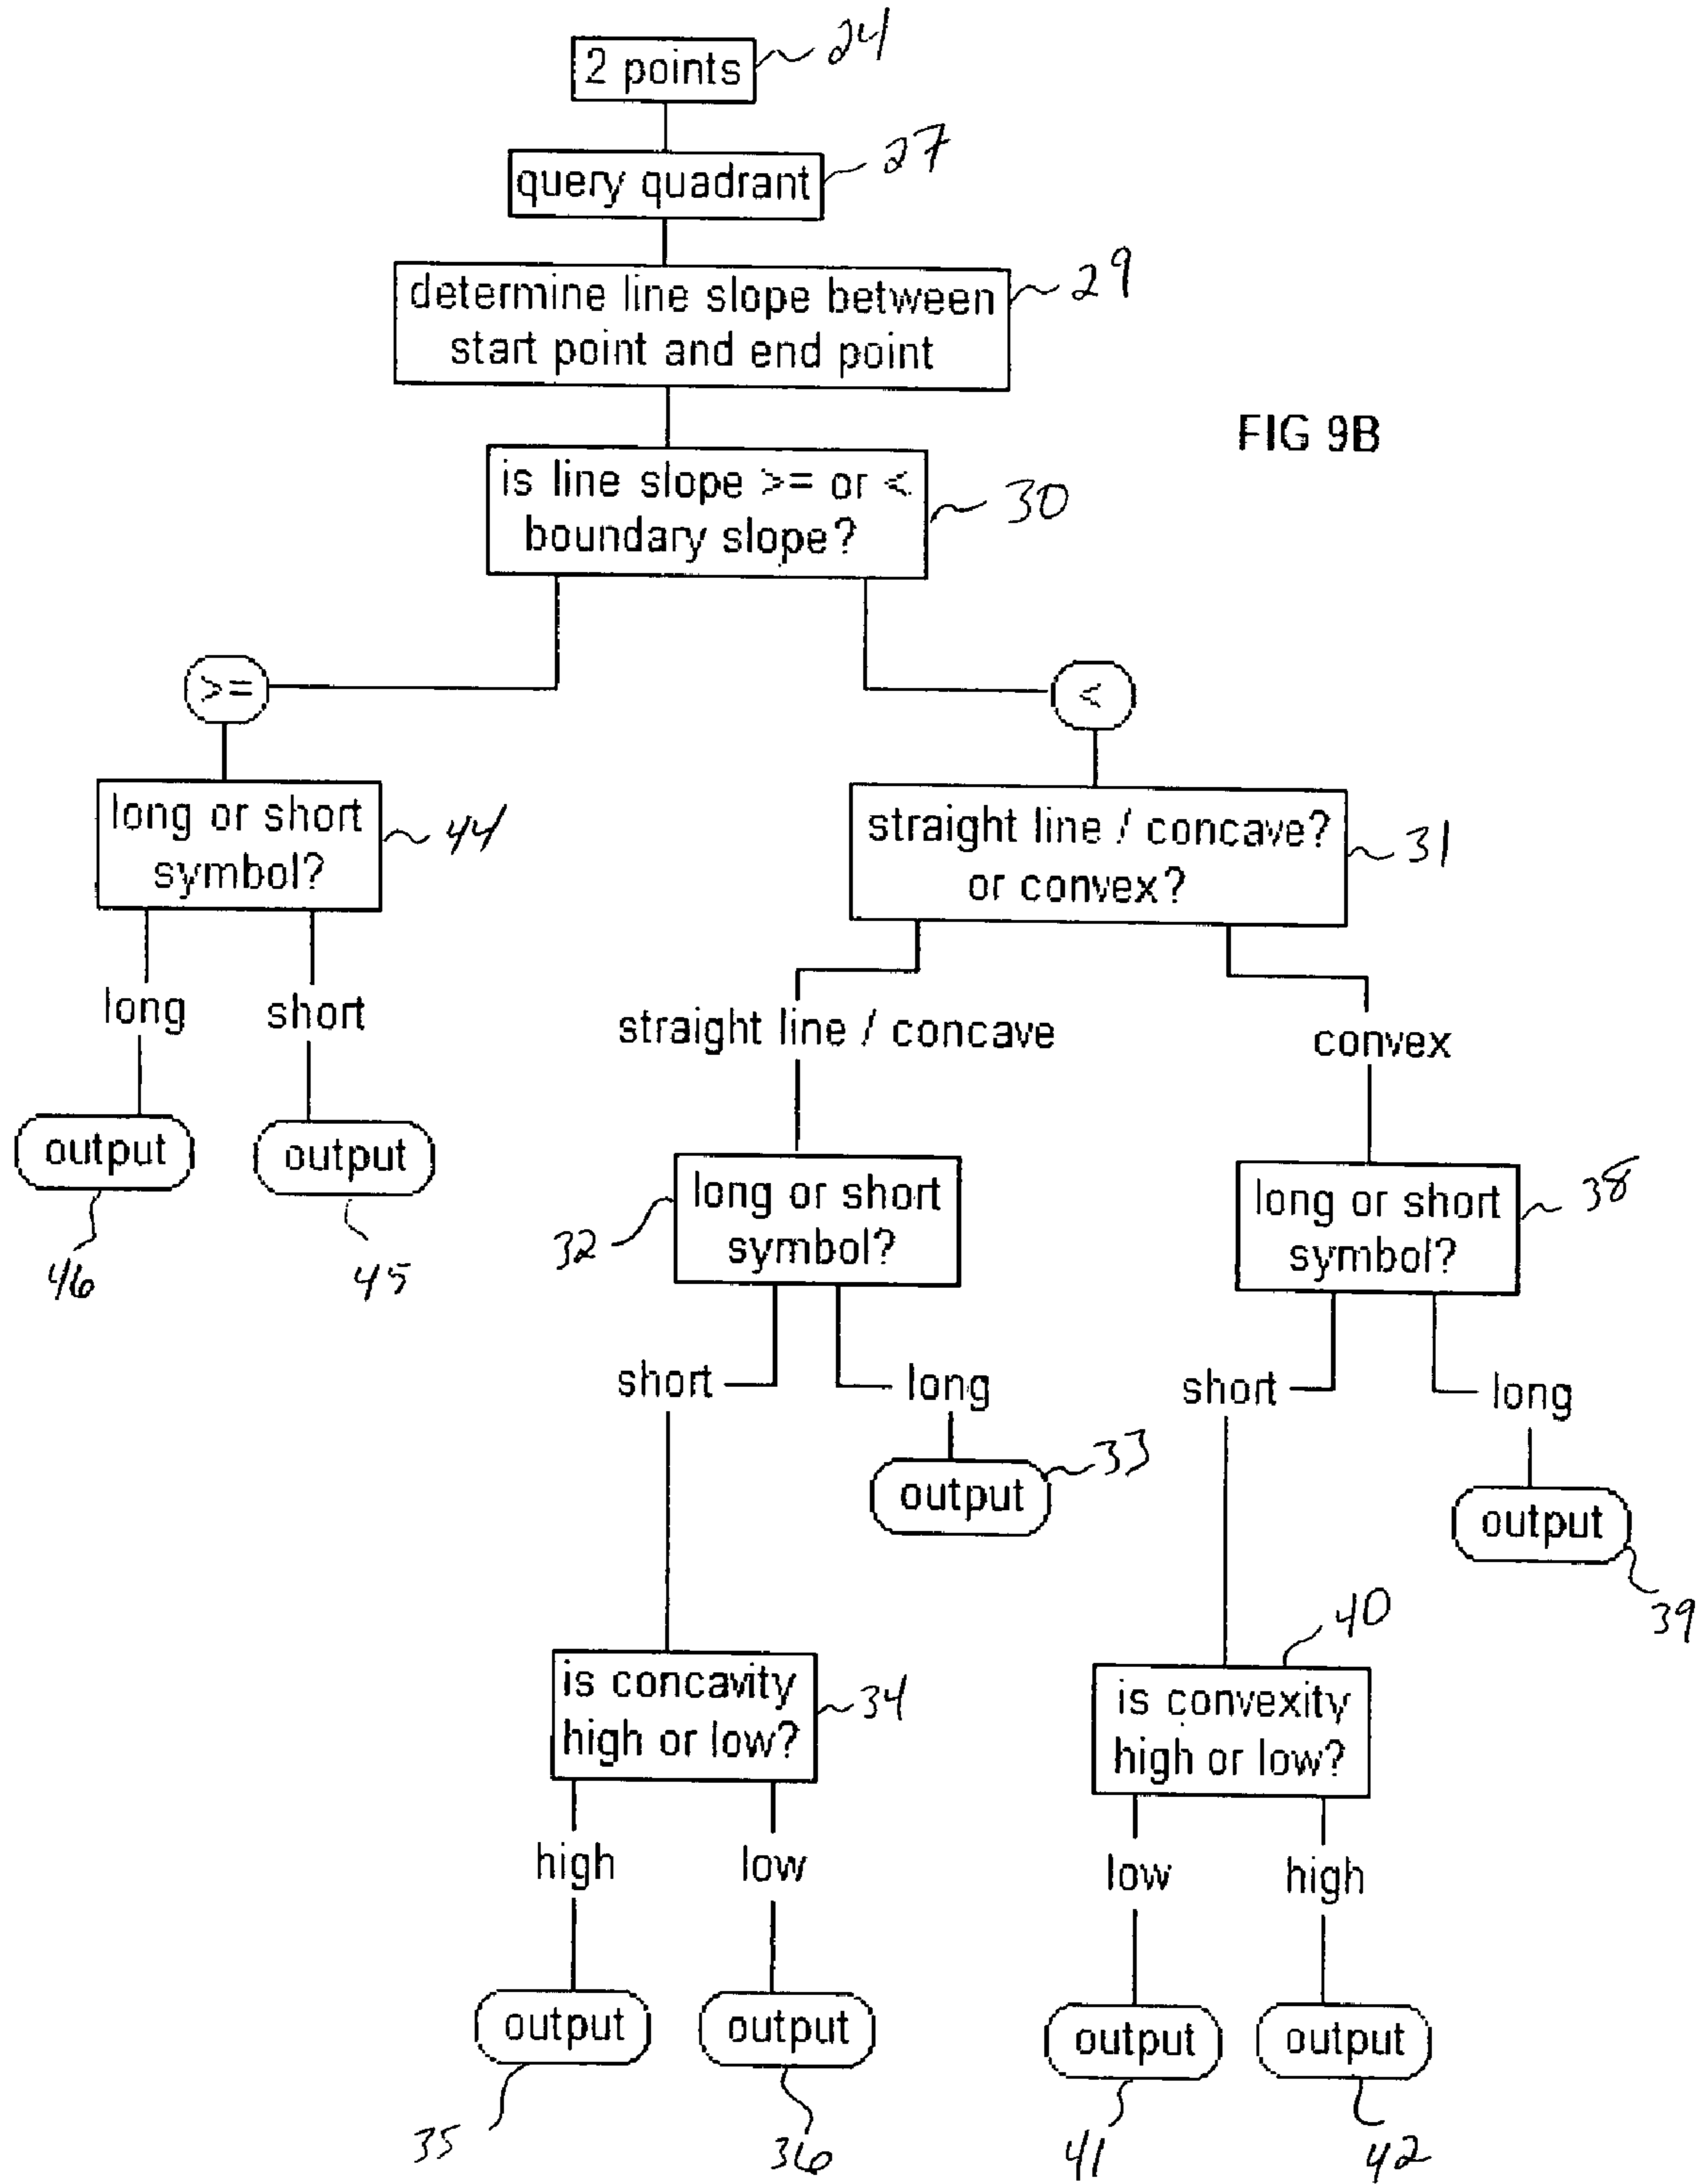 2 points
24
query quadrant
27
determine line slope between
start point and end point
29
FIG 9B
is line slope >= or <
boundary slope?
30
>=
<
long or short
symbol?
44
straight line / concave?
or convex?
31
long
short
straight line / concave
convex
output
output
46
45
long or short
symbol?
32
long or short
symbol?
38
short
long
short
long
output
33
output
39
is concavity
high or low?
34
is convexity
high or low?
40
high
low
low
high
output
output
output
output
35
36
41
42